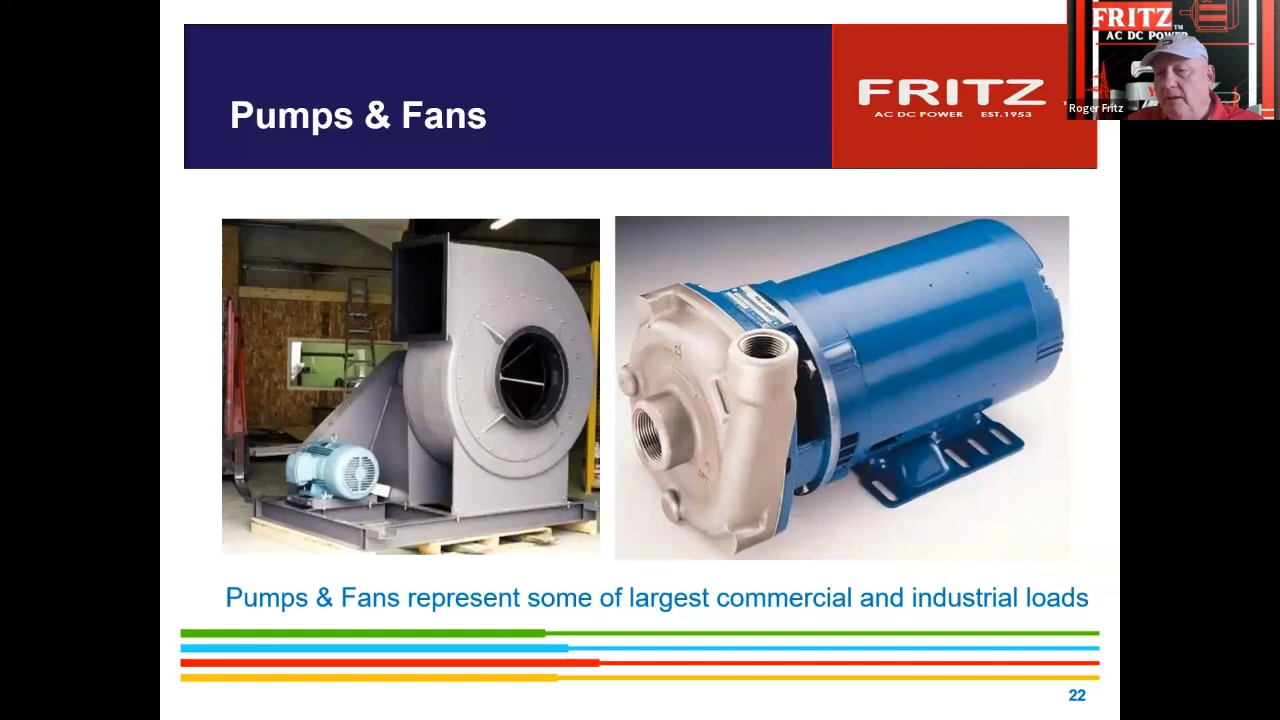 Pumps & Fans
FRITZ
AC DC POWER EST.1953
FRITZ™
AC DC POWER
Roger Fritz
Pumps & Fans represent some of largest commercial and industrial loads
22